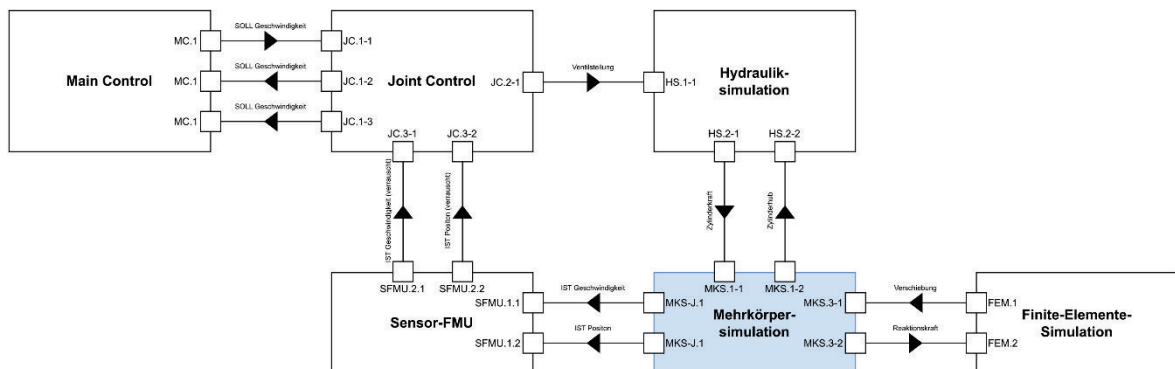 SOLL Geschwindigkeit
MC.1
JC.1-1
SOLL Geschwindigkeit
Main Control
MC.1
JC.1-2
Joint Control
JC.2-1
Ventilstellung
HS.1-1
Hydraulik-
simulation
SOLL Geschwindigkeit
MC.1
JC.1-3
JC.3-1
JC.3-2
HS.2-1
HS.2-2
IST Geschwindigkeit (verrauscht)
IST Positon (verrauscht)
Zylinderkraft
Zylinderhub
SFMU.2.1
SFMU.2.2
MKS.1-1
MKS.1-2
SFMU.1.1
IST Geschwindigkeit
MKS-J.1
MKS.3-1
Verschiebung
FEM.1
Sensor-FMU
Mehrkörper-
simulation
Finite-Elemente-
Simulation
SFMU.1.2
IST Positon
MKS-J.1
MKS.3-2
Reaktionskraft
FEM.2